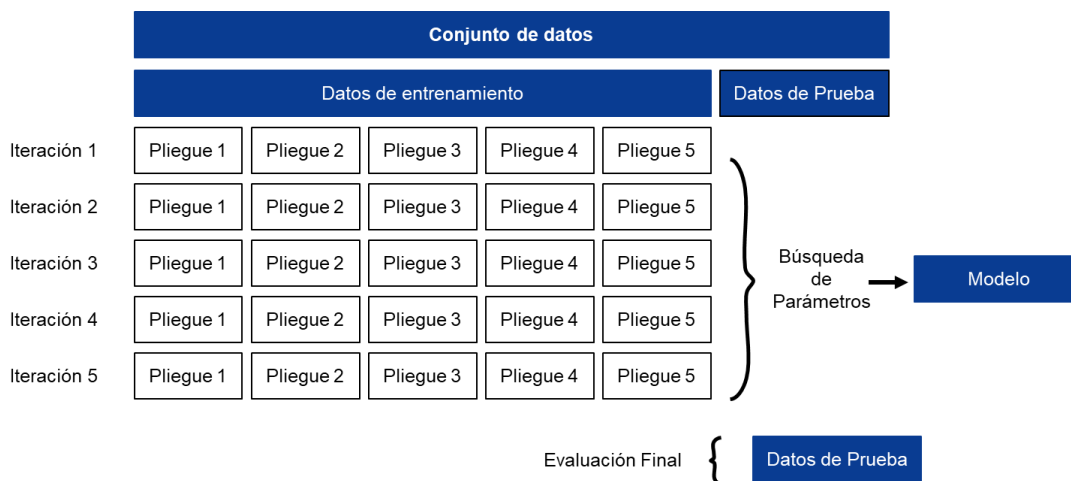 Conjunto de datos
Datos de entrenamiento
Datos de Prueba
Iteración 1
Pliegue 1
Pliegue 2
Pliegue 3
Pliegue 4
Pliegue 5
Iteración 2
Pliegue 1
Pliegue 2
Pliegue 3
Pliegue 4
Pliegue 5
Iteración 3
Pliegue 1
Pliegue 2
Pliegue 3
Pliegue 4
Pliegue 5
Iteración 4
Pliegue 1
Pliegue 2
Pliegue 3
Pliegue 4
Pliegue 5
Iteración 5
Pliegue 1
Pliegue 2
Pliegue 3
Pliegue 4
Pliegue 5
Búsqueda
de
Parámetros
Modelo
Evaluación Final
Datos de Prueba